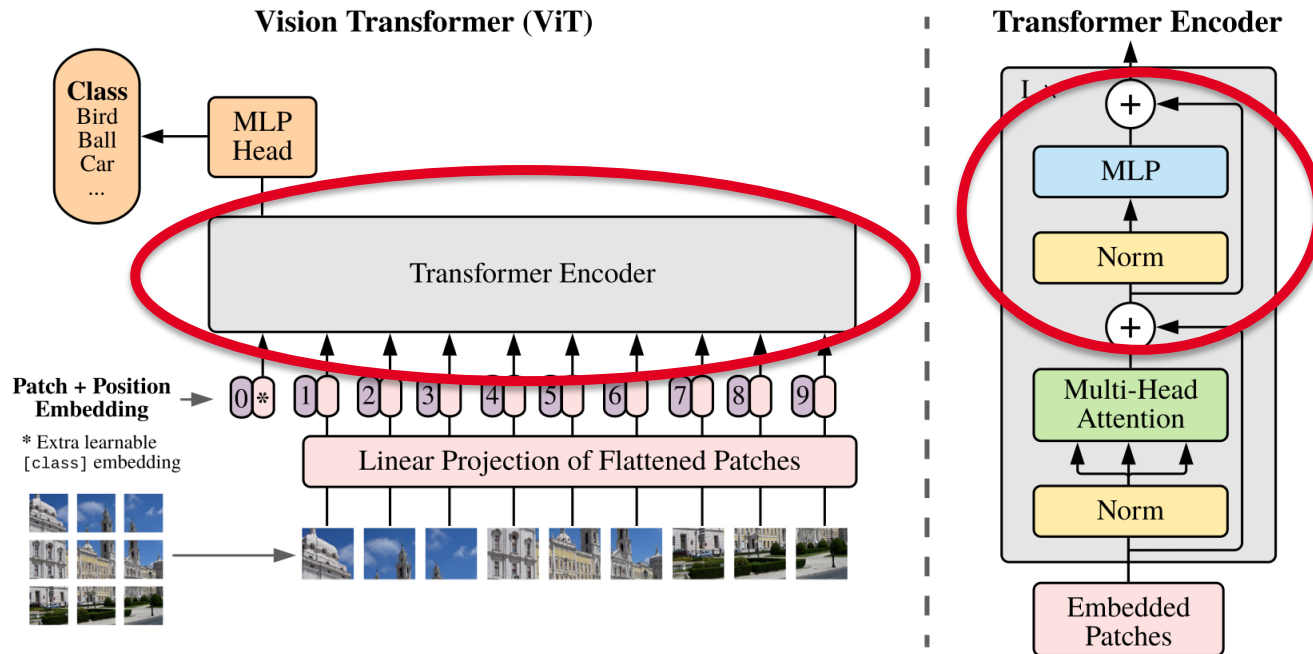 Vision Transformer (ViT)
Class
Bird
Ball
Car
...
MLP
Head
Transformer Encoder
0 * 1 2 3 4 5 6 7 8 9
Patch + Position
Embedding
* Extra learnable
[class] embedding
Linear Projection of Flattened Patches
Transformer Encoder
+
MLP
Norm
+
Multi-Head
Attention
Norm
Embedded
Patches